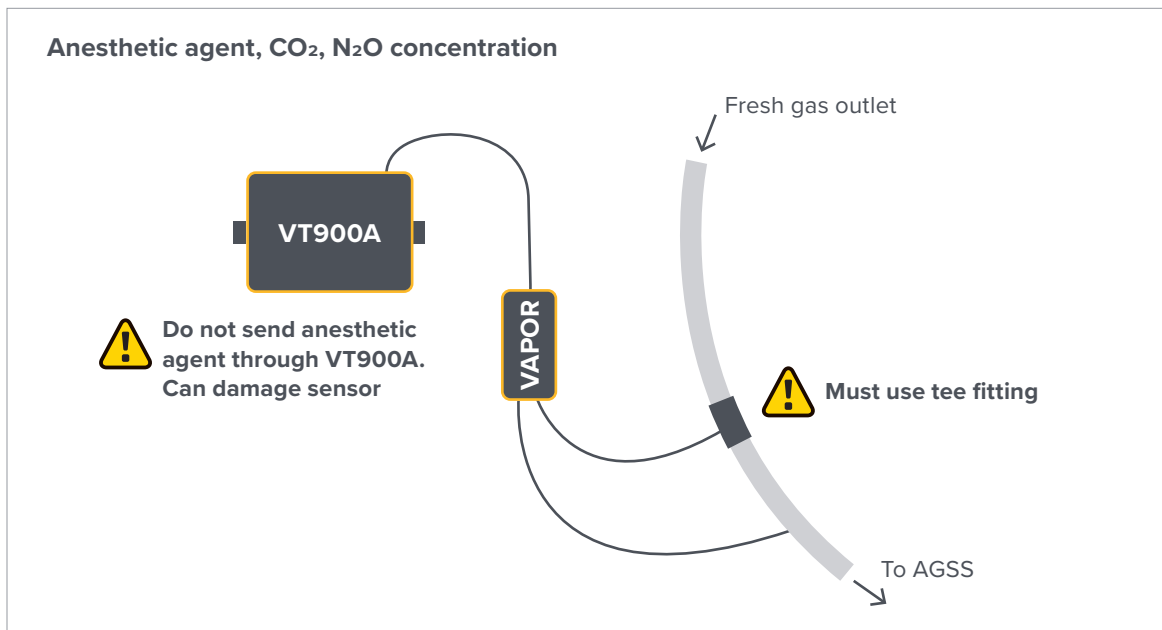 Anesthetic agent, CO₂, N₂O concentration
Fresh gas outlet
VT900A
VAPOR
Do not send anesthetic
agent through VT900A.
Can damage sensor
Must use tee fitting
To AGSS